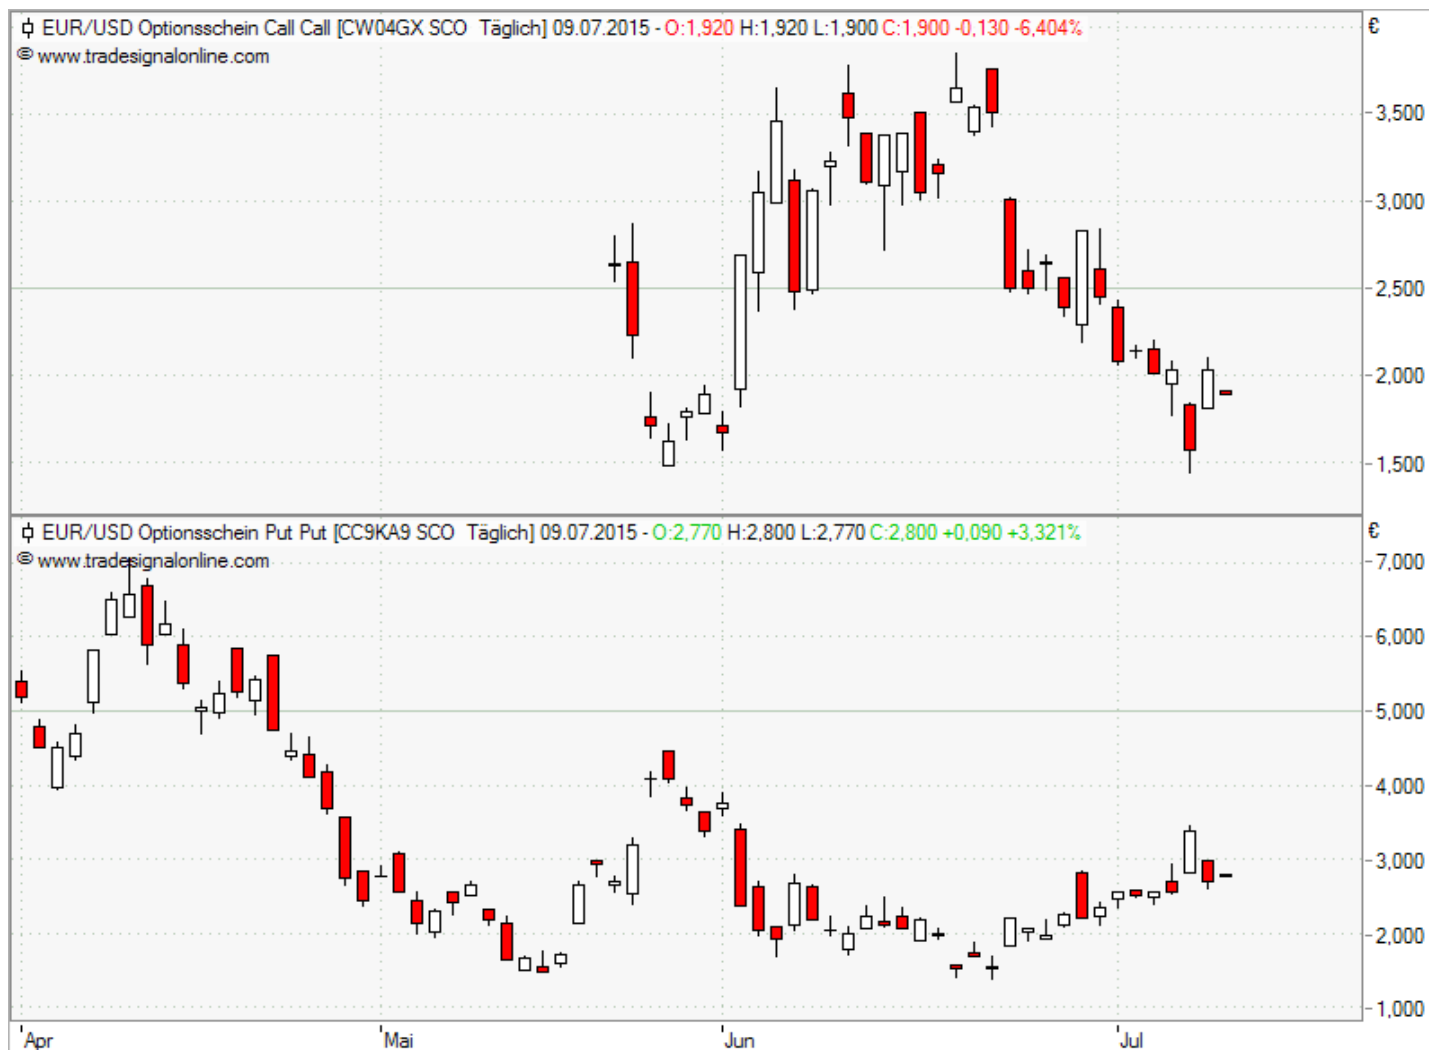 EUR/USD Optionsschein Call Call [CW04GX SCO Täglich] 09.07.2015 - O:1,920 H:1,920 L:1,900 C:1,900 -0,130 -6,404% €
© www.tradesignalonline.com
3,500
3,000
2,500
2,000
1,500
EUR/USD Optionsschein Put Put [CC9KA9 SCO Täglich] 09.07.2015 - O:2,770 H:2,800 L:2,770 C:2,800 +0,090 +3,321% €
© www.tradesignalonline.com
7,000
6,000
5,000
4,000
3,000
2,000
1,000
Apr Mai Jun Jul